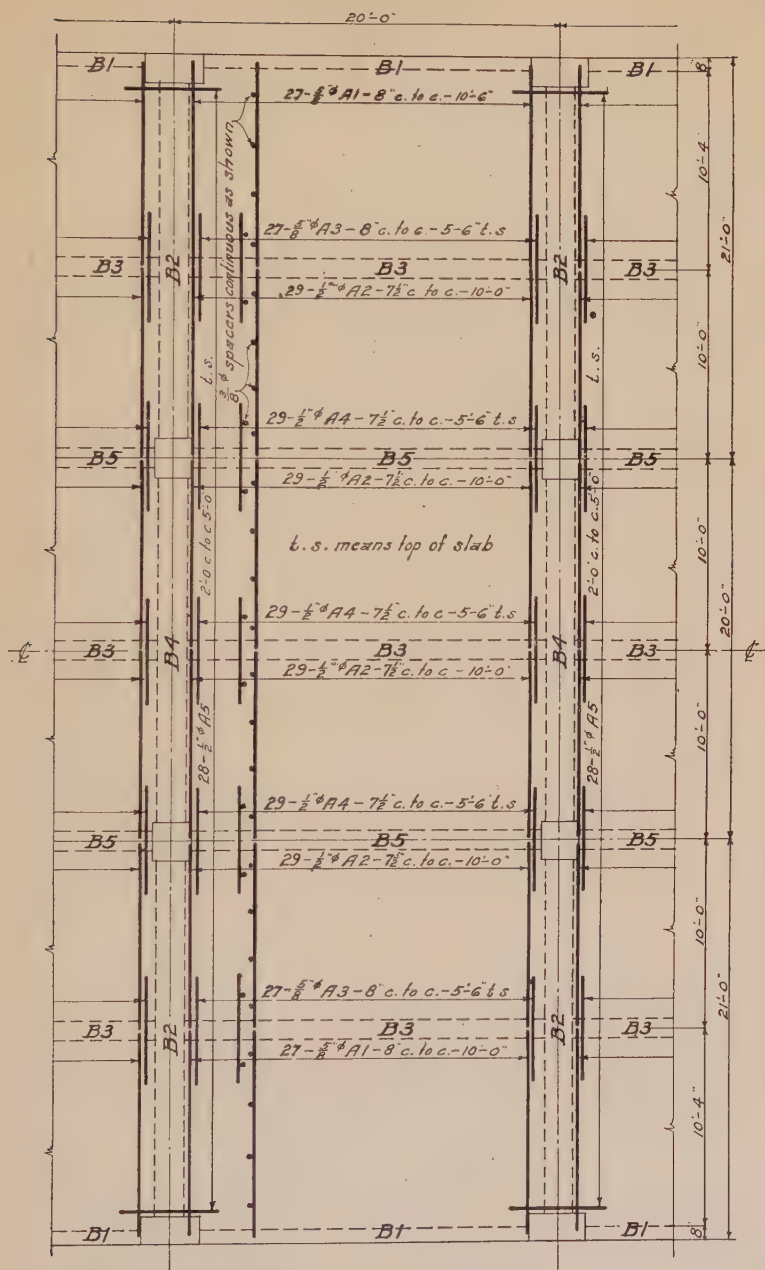 20'-0"
B1 B1 B1
27-5/8"φ A1-8" c. to c.-10'-6"
3/8 φ spacers continuous as shown
27-5/8"φ A3-8" c. to c.-5'-6" t.s
B3 B2 B3 B2 B3
29-1/2"φ A2-7 1/2 c. to c.-10'-0"
t.s.
t.s.
29-1/2"φ A4-7 1/2" c. to c.-5'-6" t.s
B5 B5 B5
29-1/2"φ A2-7 1/2" c. to c.-10'-0"
2'-0" c. to c. 5'-0"
2'-0" c. to c. 5'-0"
t.s. means top of slab
29-1/2"φ A4-7 1/2 c. to c.-5'-6" t.s
℄ B3 B4 B3 B4 B3 ℄
29-1/2"φ A2-7 1/2" c. to c.-10'-0"
28-1/2"φ A5
28-1/2"φ A5
29-1/2"φ A4-7 1/2 c. to c.-5'-6" t.s
B5 B5 B5
29-1/2"φ A2-7 1/2" c. to c.-10'-0"
27-5/8"φ A3-8" c. to c.-5'-6" t s
B3 B2 B3 B2 B3
27-5/8"φ A1-8" c. to c.-10'-0"
B1 B1
8"
10'-4"
21'-0"
10'-0"
10'-0"
20'-0"
10'-0"
10'-0"
21'-0"
10'-4"
8"